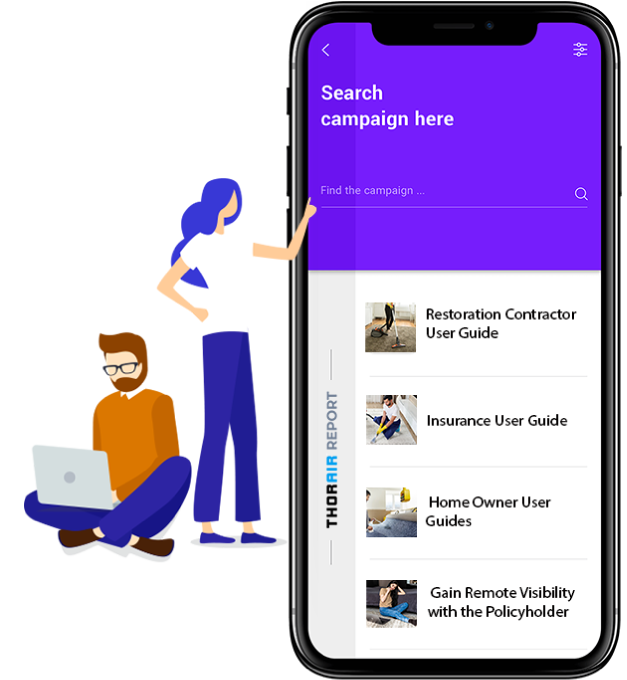 Search
campaign here
Find the campaign ...
THORAIR REPORT
Restoration Contractor
User Guide
Insurance User Guide
Home Owner User
Guides
Gain Remote Visibility
with the Policyholder